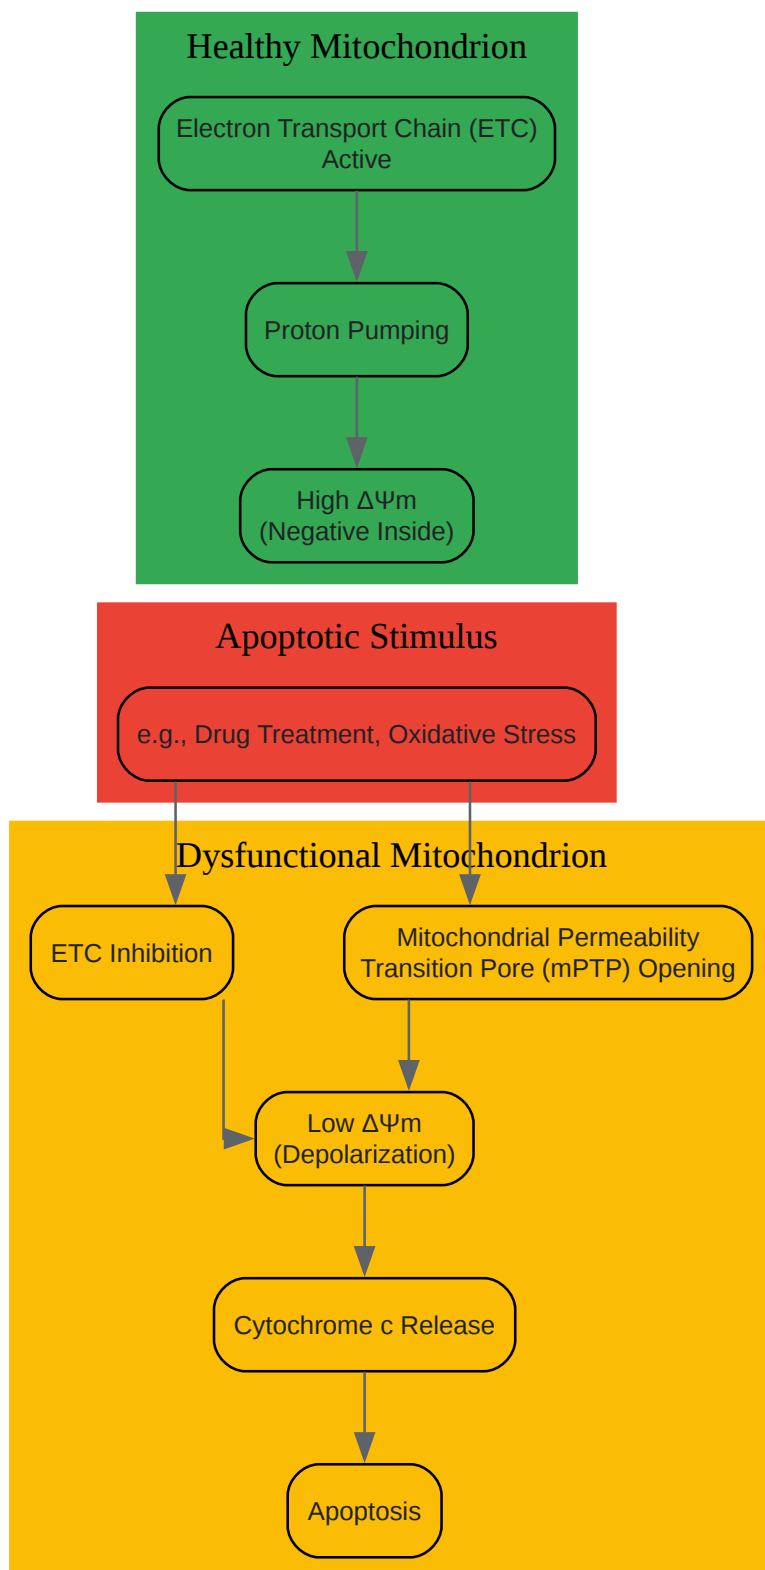 Healthy Mitochondrion
Electron Transport Chain (ETC)
Active
Proton Pumping
High ΔΨm
(Negative Inside)
Apoptotic Stimulus
e.g., Drug Treatment, Oxidative Stress
Dysfunctional Mitochondrion
ETC Inhibition
Mitochondrial Permeability
Transition Pore (mPTP) Opening
Low ΔΨm
(Depolarization)
Cytochrome c Release
Apoptosis